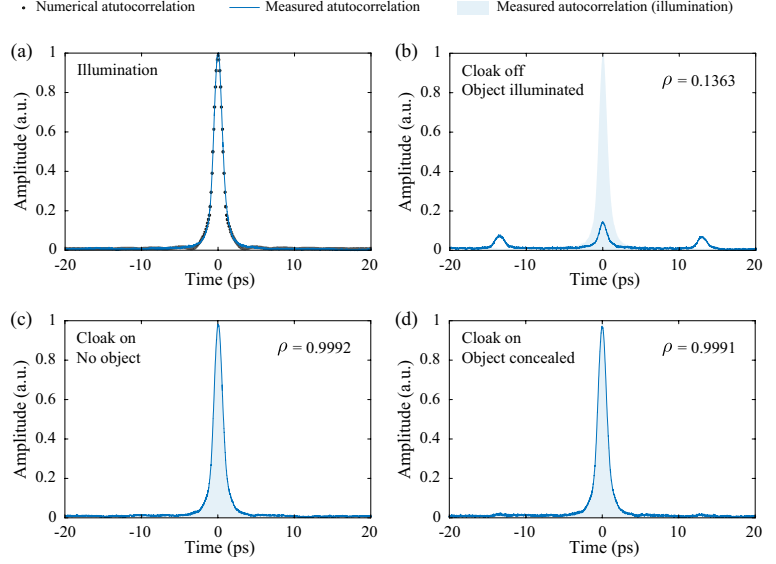 Numerical atutocorrelation
Measured atutocorrelation
Measured autocorrelation (illumination)
(a)
Illumination
Amplitude (a.u.)
1
0.8
0.6
0.4
0.2
0
-20 -10 0 10 20
Time (ps)
(b)
Cloak off
Object illuminated
ρ = 0.1363
Amplitude (a.u.)
1
0.8
0.6
0.4
0.2
0
-20 -10 0 10 20
Time (ps)
(c)
Cloak on
No object
ρ = 0.9992
Amplitude (a.u.)
1
0.8
0.6
0.4
0.2
0
-20 -10 0 10 20
Time (ps)
(d)
Cloak on
Object concealed
ρ = 0.9991
Amplitude (a.u.)
1
0.8
0.6
0.4
0.2
0
-20 -10 0 10 20
Time (ps)